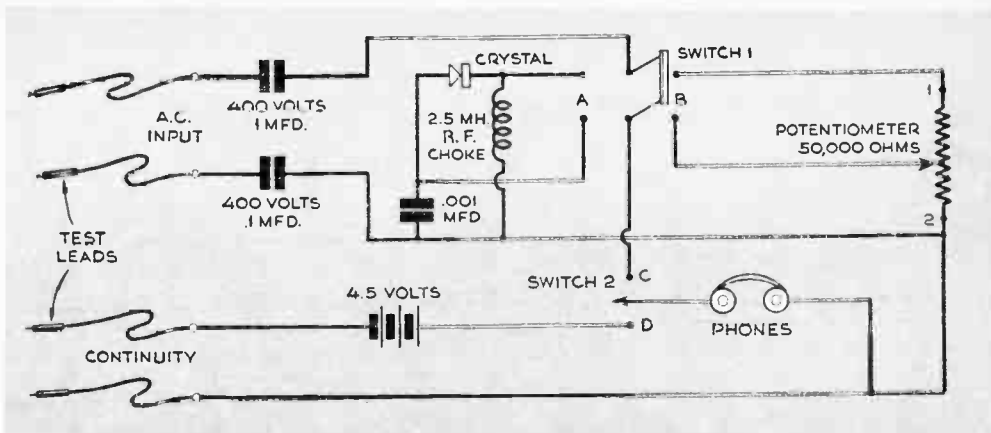 CRYSTAL
SWITCH 1
400 VOLTS
1 MFD.
A.C.
INPUT
2.5 MH.
R.F.
CHOKE
A
B
1
POTENTIOMETER
50,000 OHMS
400 VOLTS
.1 MFD.
.001
MFD
2
TEST
LEADS
SWITCH 2
C
4.5 VOLTS
D
PHONES
CONTINUITY